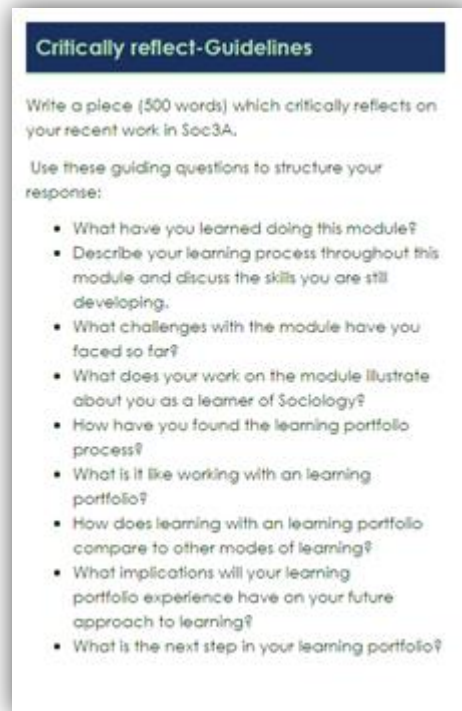 Critically reflect-Guidelines
Write a piece (500 words) which critically reflects on
your recent work in Soc3A.
Use these guiding questions to structure your
response:
• What have you learned doing this module?
• Describe your learning process throughout this
module and discuss the skills you are still
developing.
• What challenges with the module have you
faced so far?
• What does your work on the module illustrate
about you as a learner of Sociology?
• How have you found the learning portfolio
process?
• What is it like working with an learning
portfolio?
• How does learning with an learning portfolio
compare to other modes of learning?
• What implications will your learning
portfolio experience have on your future
approach to learning?
• What is the next step in your learning portfolio?